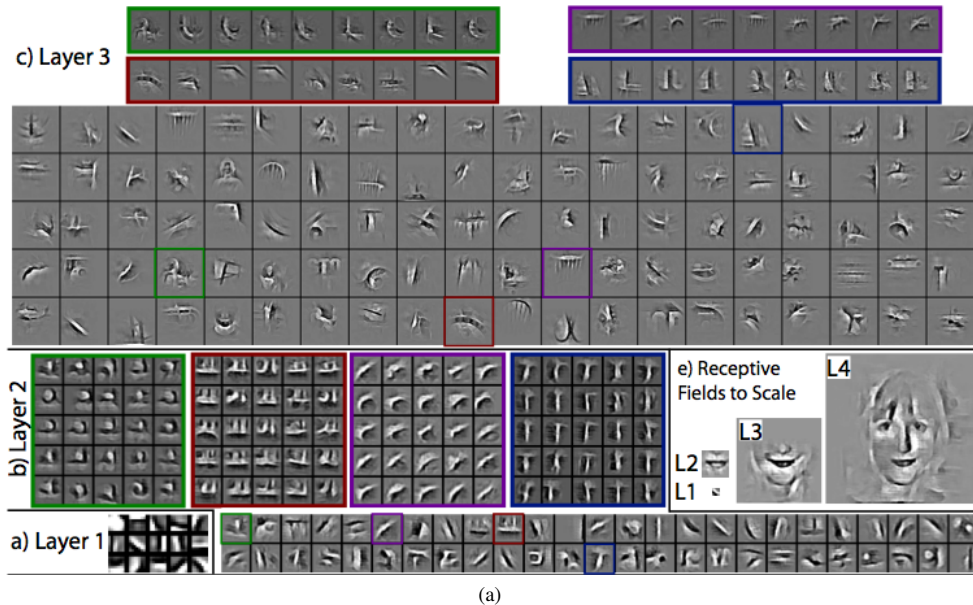 c) Layer 3
b) Layer 2
e) Receptive
Fields to Scale
L4
L3
L2
L1
a) Layer 1
(a)